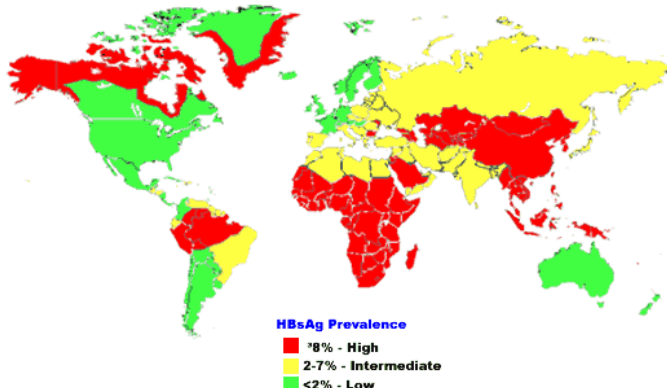 HBsAg Prevalence
³8% - High
2-7% - Intermediate
<2% - Low